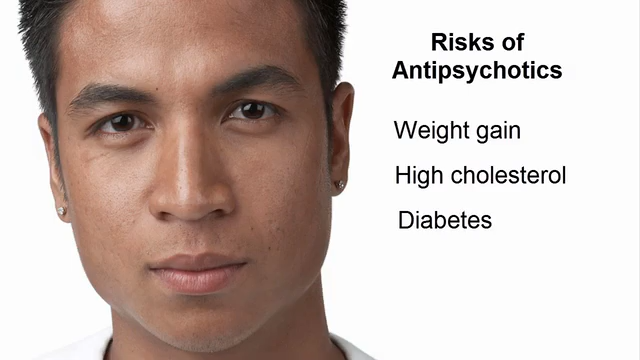 Risks of
Antipsychotics
Weight gain
High cholesterol
Diabetes